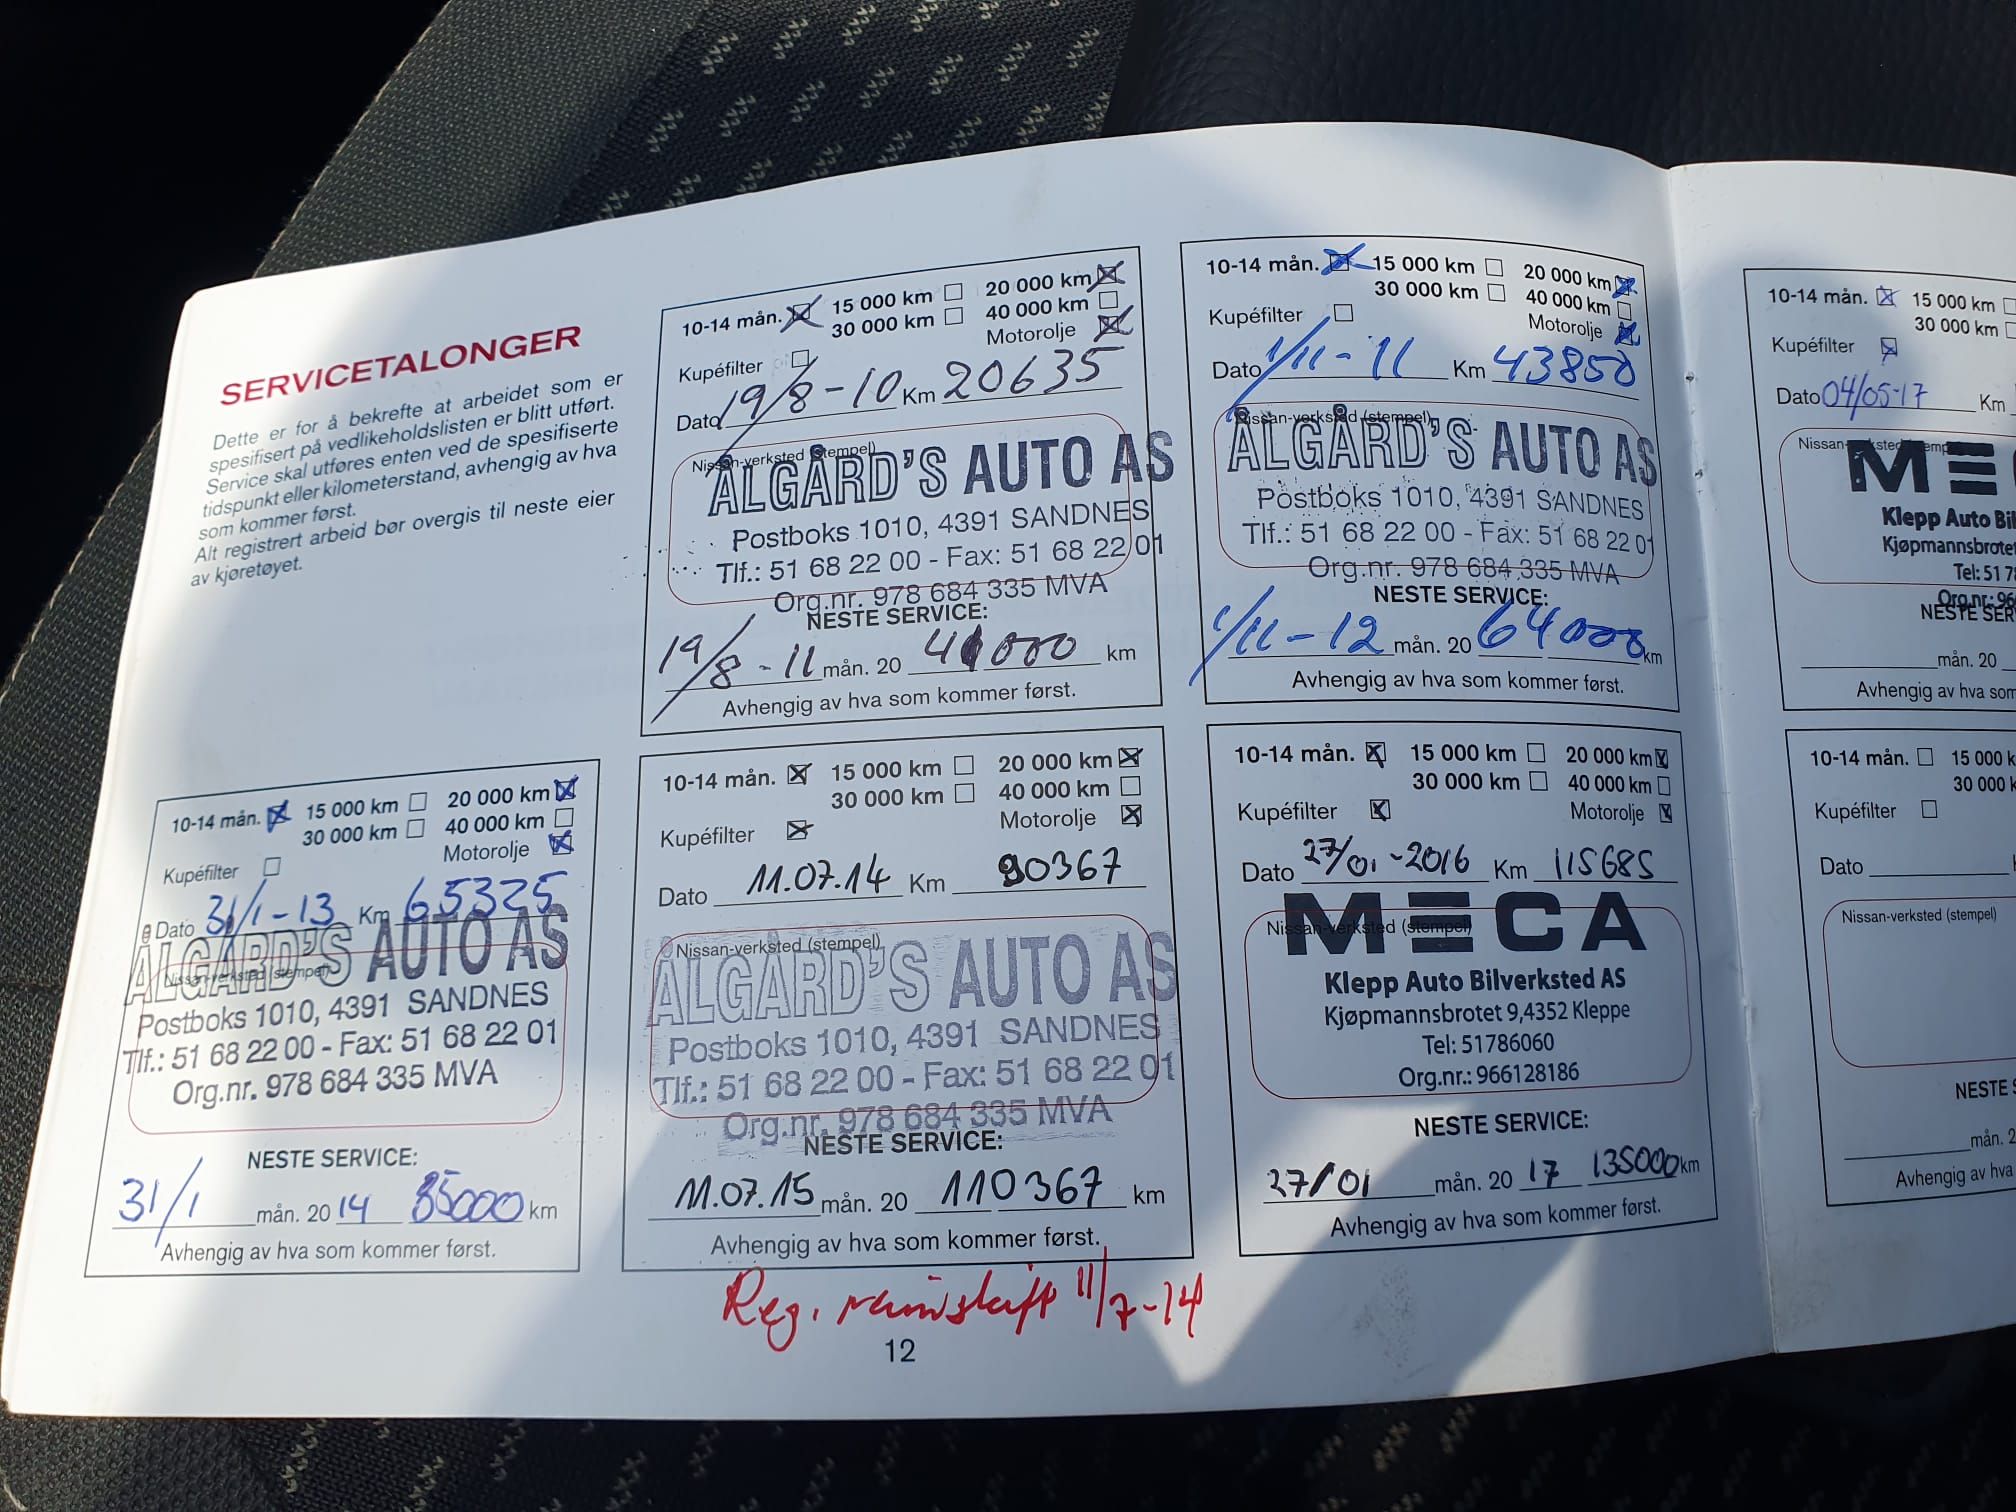 SERVICETALONGER
Dette er for å bekrefte at arbeidet som er
spesifisert på vedlikeholdslisten er blitt utført.
Service skal utføres enten ved de spesifiserte
tidspunkt eller kilometerstand, avhengig av hva
som kommer først.
Alt registrert arbeid bør overgis til neste eier
av kjøretøyet.
10-14 mån. 15 000 km 20 000 km
30 000 km 40 000 km
Kupéfilter Motorolje
Dato 19/8-10 Km 20635
Nissan-verksted (stempel)
ÅLGÅRD'S AUTO AS
Postboks 1010, 4391 SANDNES
Tlf.: 51 68 22 00 - Fax: 51 68 22 01
Org.nr. 978 684 335 MVA
NESTE SERVICE:
19/8-11 mån. 20 41000 km
Avhengig av hva som kommer først.
10-14 mån. 15 000 km 20 000 km
30 000 km 40 000 km
Kupéfilter Motorolje
Dato 1/11-11 Km 43850
Nissan-verksted (stempel)
ÅLGÅRD'S AUTO AS
Postboks 1010, 4391 SANDNES
Tlf.: 51 68 22 00 - Fax: 51 68 22 01
Org.nr. 978 684 335 MVA
NESTE SERVICE:
1/11-12 mån. 20 64000 km
Avhengig av hva som kommer først.
10-14 mån. 15 000 km
30 000 km
Kupéfilter
Dato 04/05-17 Km
Nissan-verksted
MEC
Klepp Auto Bil
Kjøpmannsbrotet
Tel: 517
Org.nr.: 96
NESTE SER
mån. 20
Avhengig av hva som
10-14 mån. 15 000 km 20 000 km
30 000 km 40 000 km
Kupéfilter Motorolje
Dato 31/1-13 Km 65325
Nissan-verksted (stempel)
ÅLGÅRD'S AUTO AS
Postboks 1010, 4391 SANDNES
Tlf.: 51 68 22 00 - Fax: 51 68 22 01
Org.nr. 978 684 335 MVA
NESTE SERVICE:
31/1 mån. 20 14 85000 km
Avhengig av hva som kommer først.
10-14 mån. 15 000 km 20 000 km
30 000 km 40 000 km
Kupéfilter Motorolje
Dato 11.07.14 Km 90367
Nissan-verksted (stempel)
ÅLGÅRD'S AUTO AS
Postboks 1010, 4391 SANDNES
Tlf.: 51 68 22 00 - Fax: 51 68 22 01
Org.nr. 978 684 335 MVA
NESTE SERVICE:
11.07.15 mån. 20 110367 km
Avhengig av hva som kommer først.
10-14 mån. 15 000 km 20 000 km
30 000 km 40 000 km
Kupéfilter Motorolje
Dato 27/01-2016 Km 115685
Nissan-verksted (stempel)
MECA
Klepp Auto Bilverksted AS
Kjøpmannsbrotet 9,4352 Kleppe
Tel: 51786060
Org.nr.: 966128186
NESTE SERVICE:
27/01 mån. 20 17 135000 km
Avhengig av hva som kommer først.
10-14 mån. 15 000 k
30 000 k
Kupéfilter
Dato
Nissan-verksted (stempel)
NESTE S
mån. 2
Avhengig av hva
Reg. reimskift 11/7-14
12